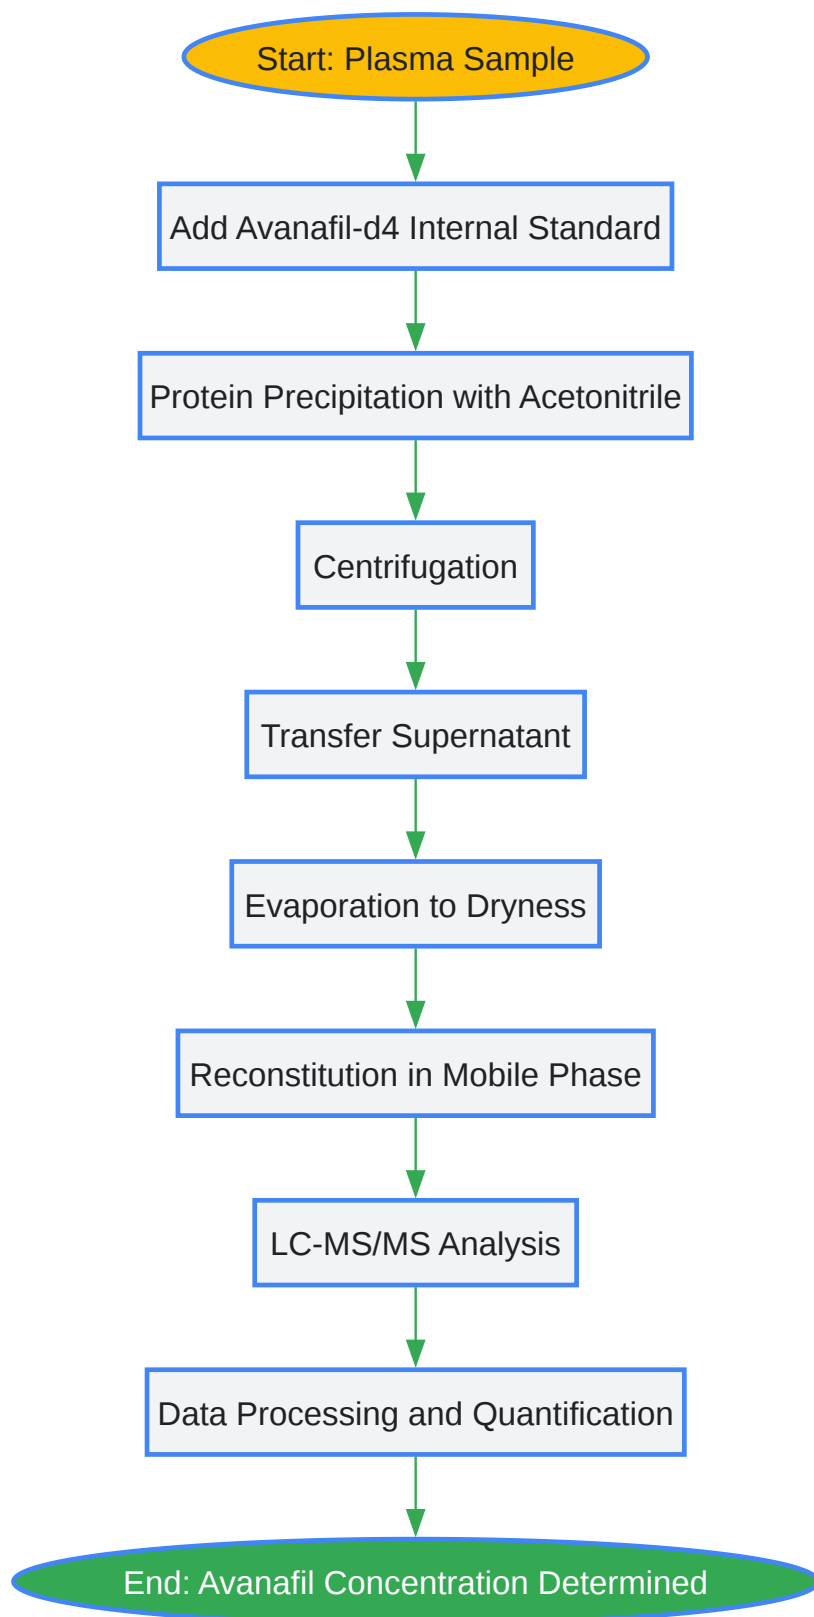 Start: Plasma Sample
Add Avanafil-d4 Internal Standard
Protein Precipitation with Acetonitrile
Centrifugation
Transfer Supernatant
Evaporation to Dryness
Reconstitution in Mobile Phase
LC-MS/MS Analysis
Data Processing and Quantification
End: Avanafil Concentration Determined